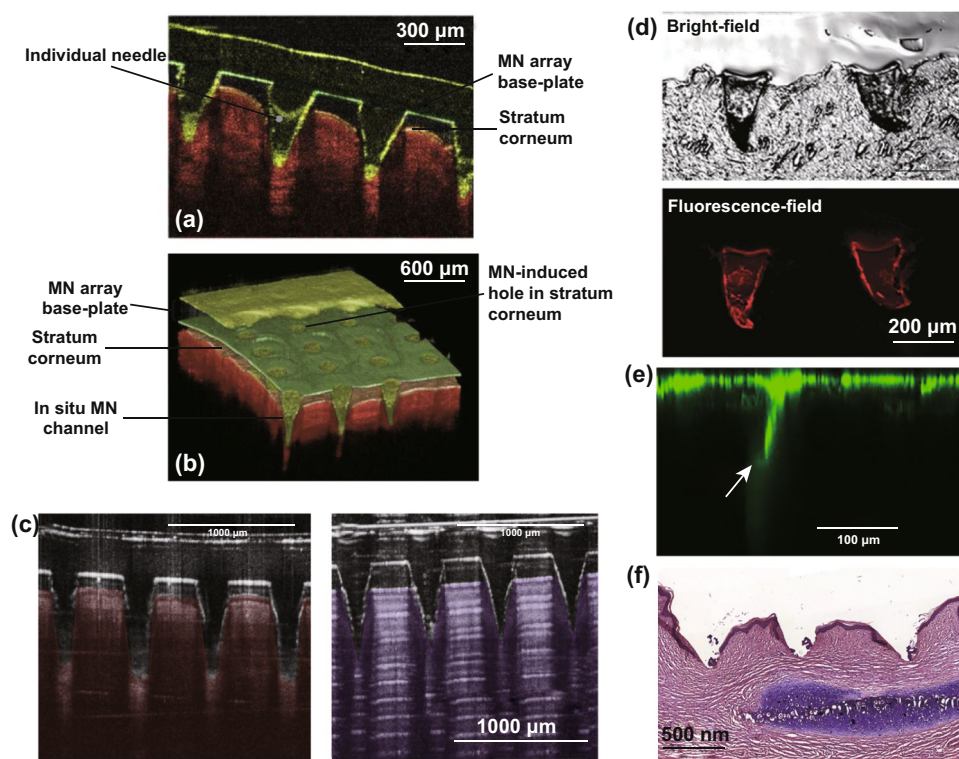 Individual needle
300 µm
MN array
base-plate
Stratum
corneum
(a)
MN array
base-plate
Stratum
corneum
In situ MN
channel
600 µm
MN-induced
hole in stratum
corneum
(b)
(c)
1000 µm
1000 µm
1000 µm
(d)
Bright-field
Fluorescence-field
200 µm
(e)
100 µm
(f)
500 nm